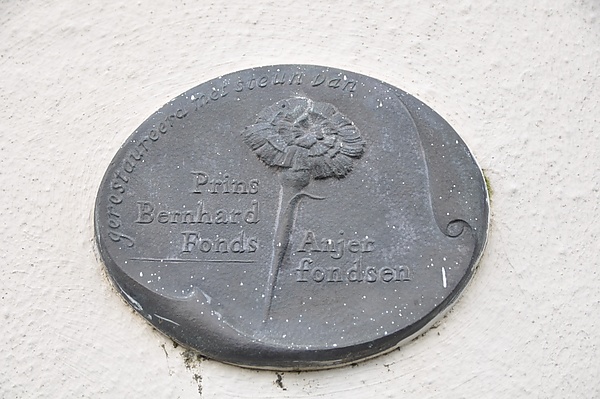 gerestaureerd met steun van
Prins
Bernhard
Fonds
Anjer
fondsen